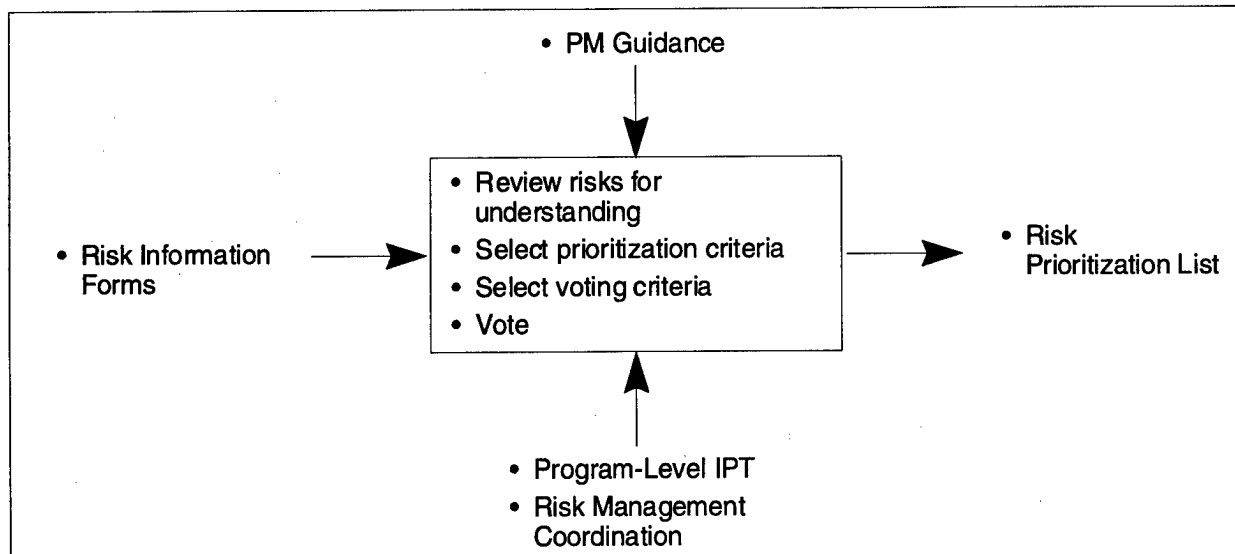 • PM Guidance
• Review risks for
understanding
• Select prioritization criteria
• Select voting criteria
• Vote
• Risk Information
Forms
• Risk
Prioritization List
• Program-Level IPT
• Risk Management
Coordination